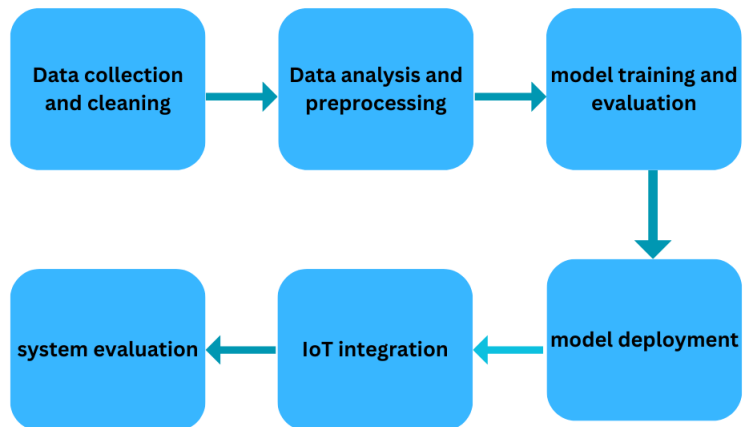 Data collection
and cleaning
Data analysis and
preprocessing
model training and
evaluation
model deployment
IoT integration
system evaluation